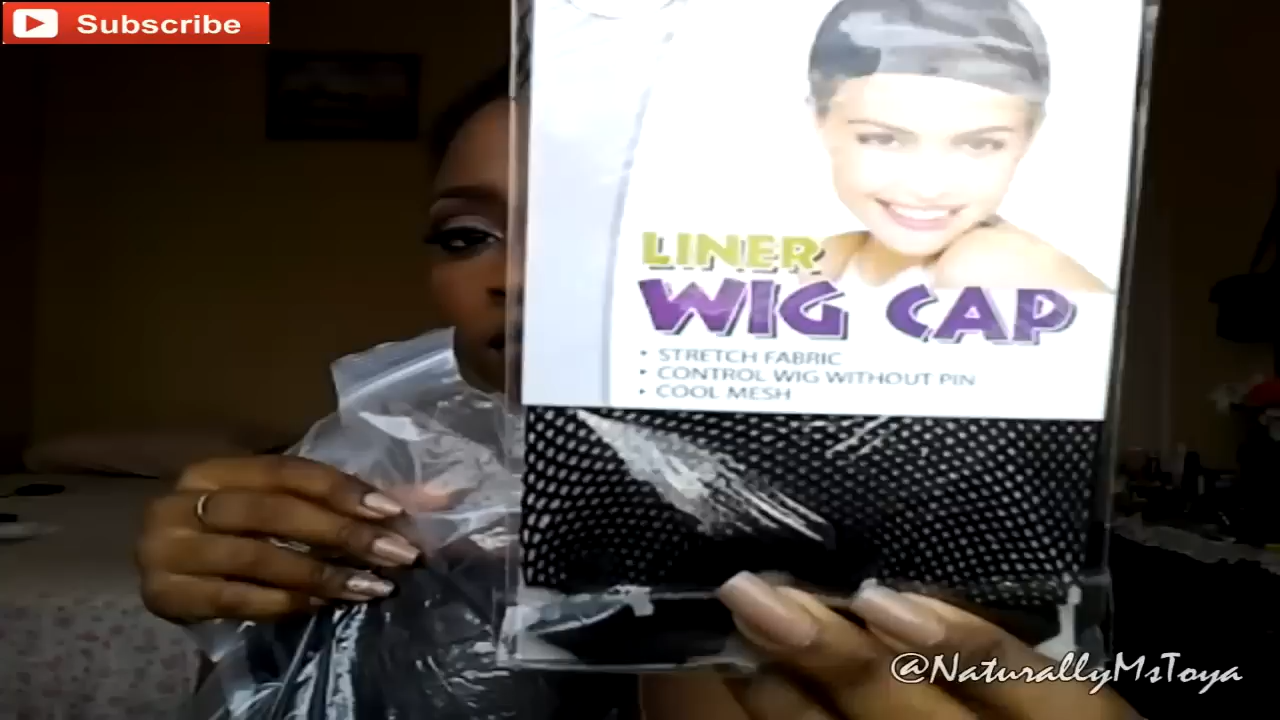 Subscribe
LINER
WIG CAP
• STRETCH FABRIC
• CONTROL WIG WITHOUT PIN
• COOL MESH
@NaturallyMsToya